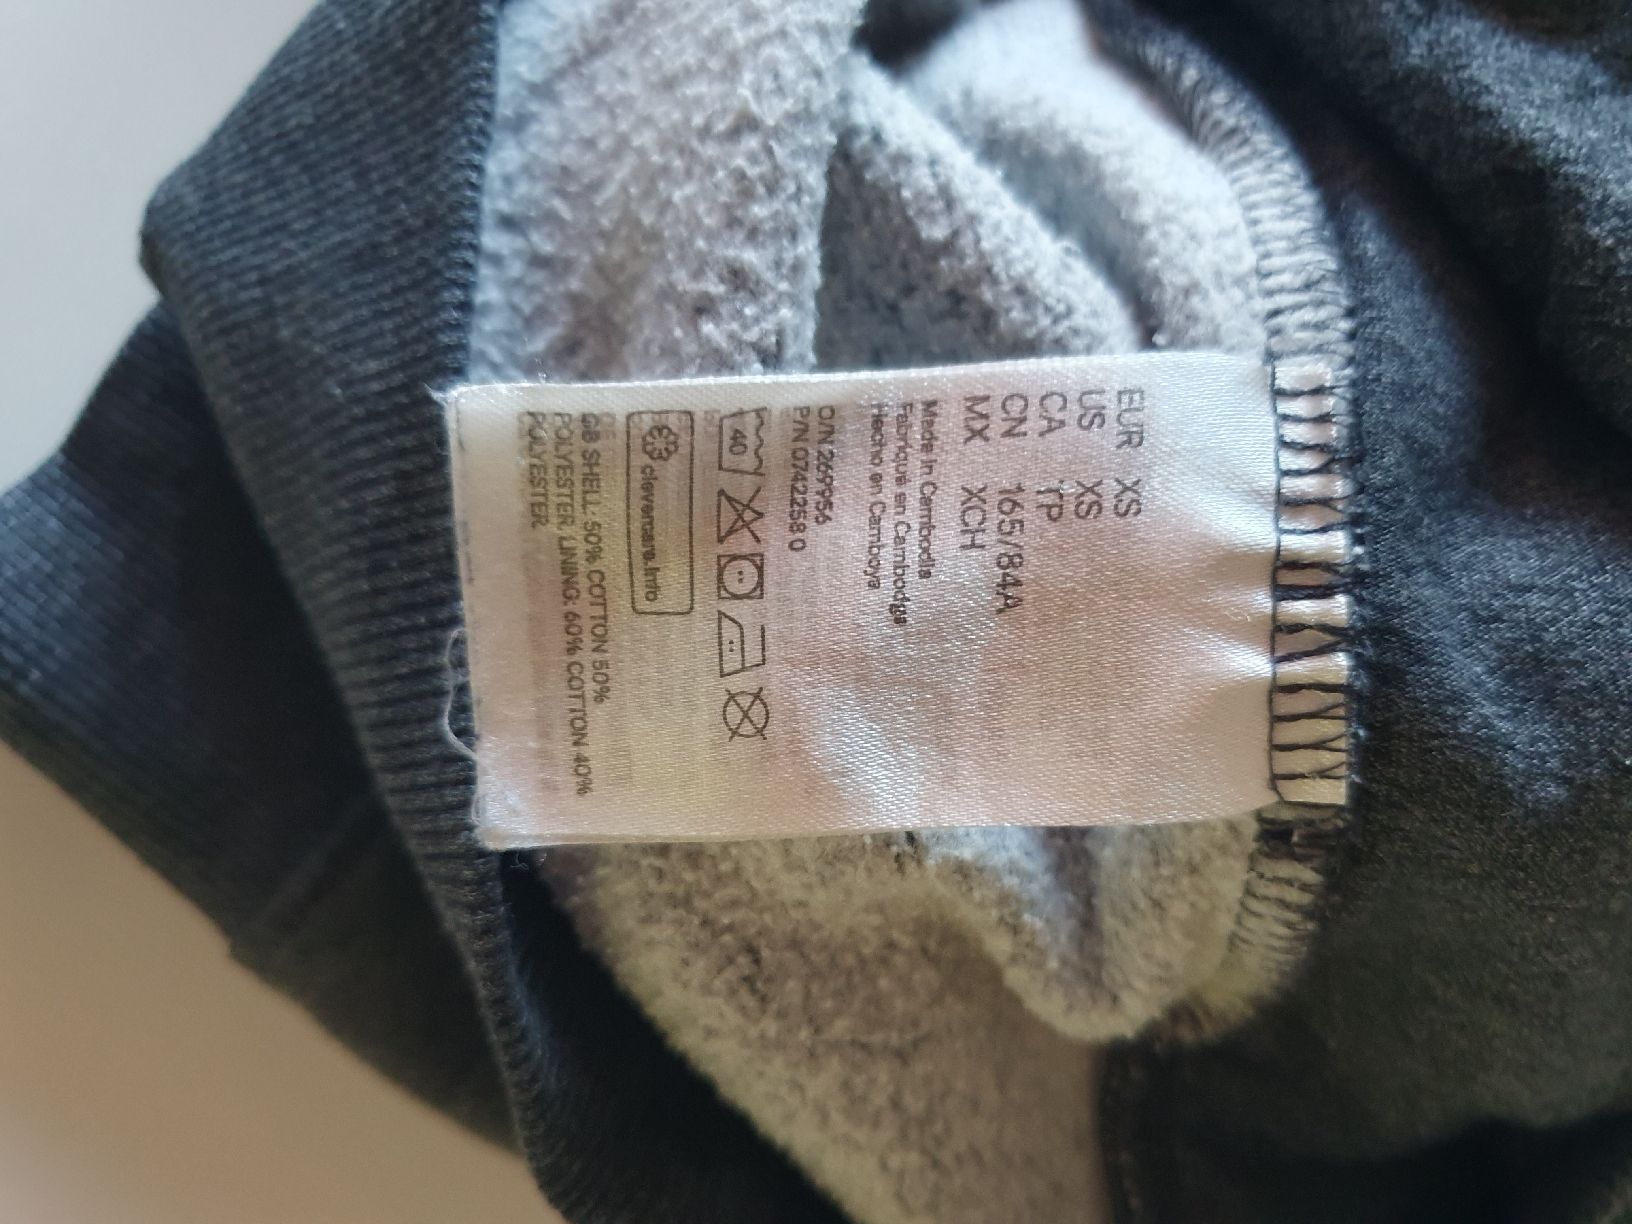 EUR XS
US XS
CA TP
CN 165/84A
MX XCH
Made in Cambodia
Fabriqué en Cambodge
Hecho en Camboya
O/N 269956
P/N 0742258 0
40
clevercare.info
GB SHELL 50% COTTON 50%
POLYESTER LINING: 60% COTTON 40%
POLYESTER